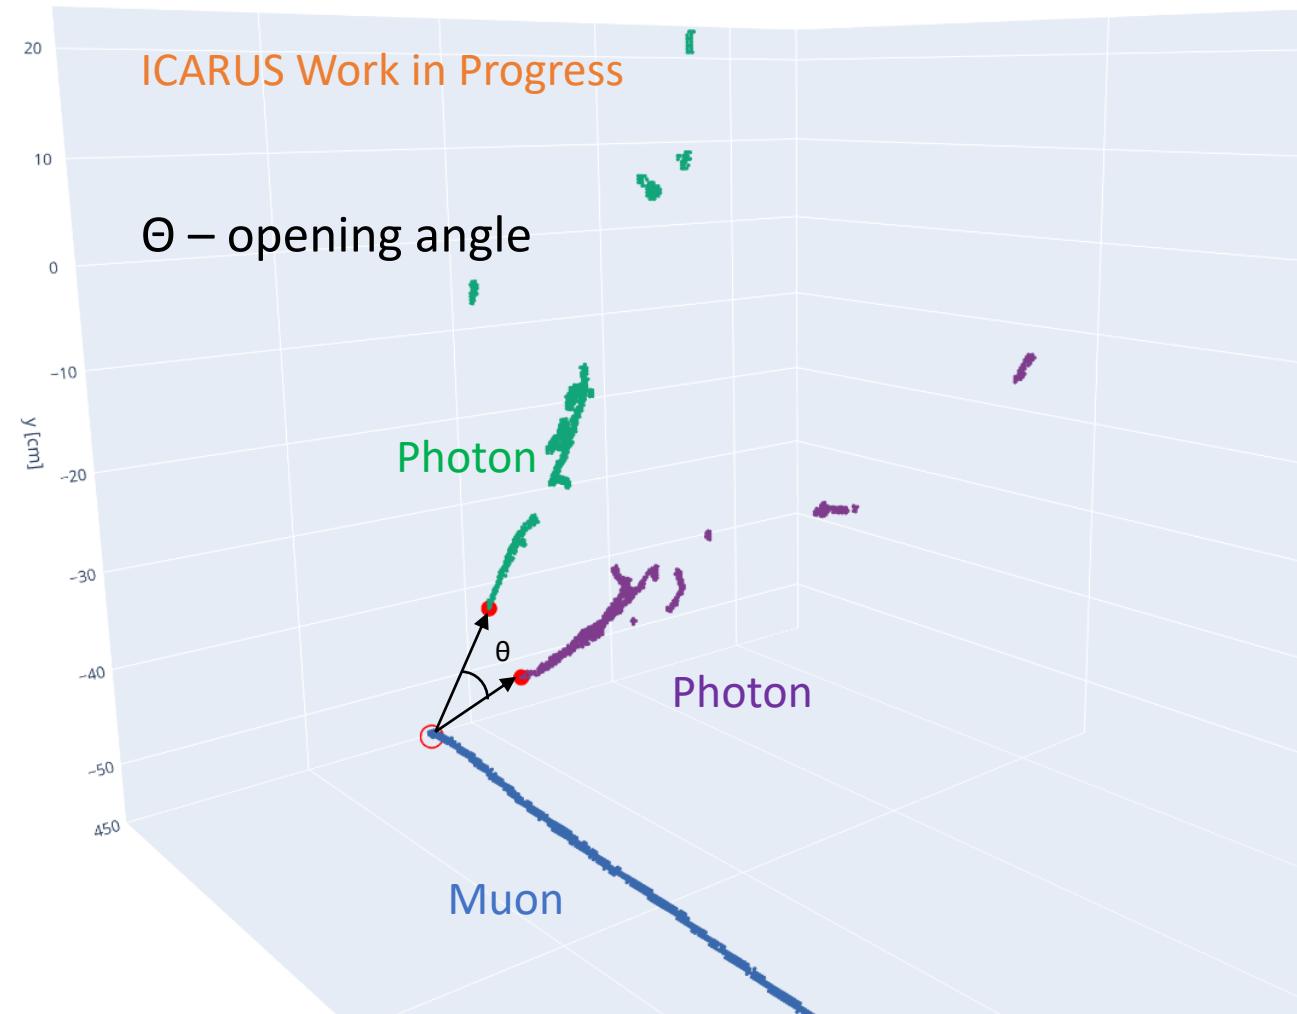 20
ICARUS Work in Progress
10
Θ – opening angle
0
−10
y [cm]
Photon
−20
−30
θ
−40
Photon
−50
450
Muon